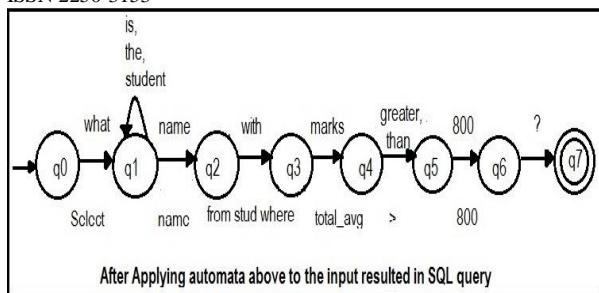 ISSN 2250-3153
is,
the,
student
what name with marks greater, than 800 ?
q0 q1 q2 q3 q4 q5 q6 q7
Sclcct namc from stud where total_avg > 800
After Applying automata above to the input resulted in SQL query